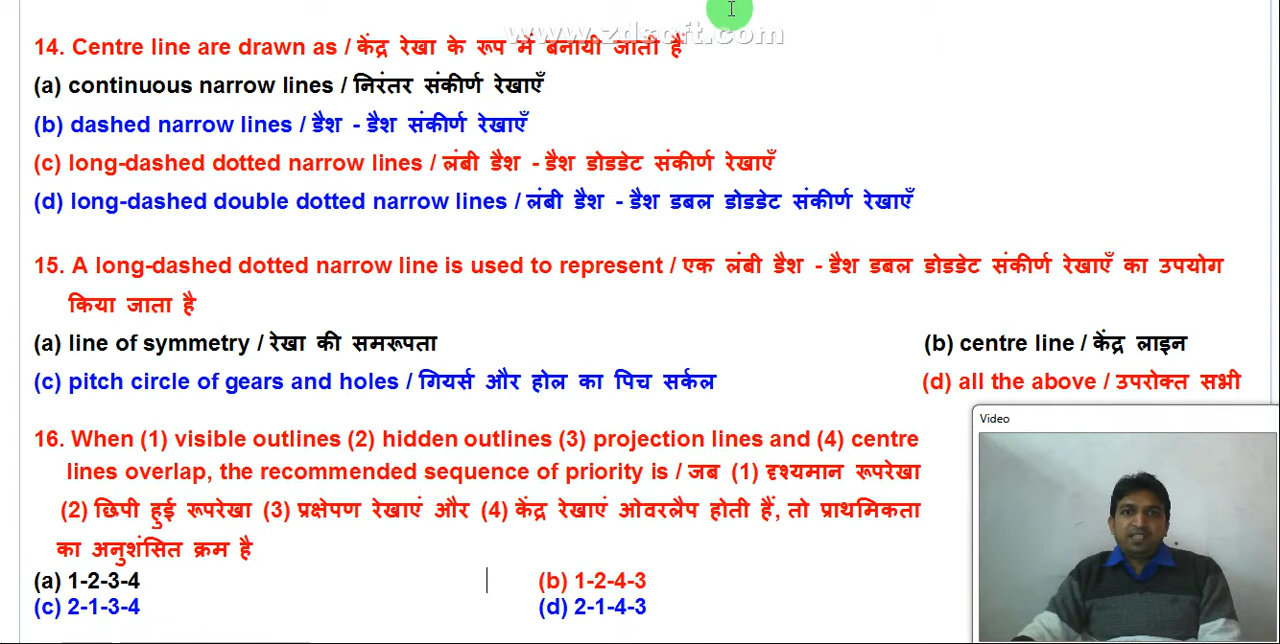 www.zdsoft.com
14. Centre line are drawn as / केंद्र रेखा के रूप में बनायी जाती है
(a) continuous narrow lines / निरंतर संकीर्ण रेखाएँ
(b) dashed narrow lines / डैश - डैश संकीर्ण रेखाएँ
(c) long-dashed dotted narrow lines / लंबी डैश - डैश डोडडेट संकीर्ण रेखाएँ
(d) long-dashed double dotted narrow lines / लंबी डैश - डैश डबल डोडडेट संकीर्ण रेखाएँ
15. A long-dashed dotted narrow line is used to represent / एक लंबी डैश - डैश डबल डोडडेट संकीर्ण रेखाएँ का उपयोग
किया जाता है
(a) line of symmetry / रेखा की समरूपता (b) centre line / केंद्र लाइन
(c) pitch circle of gears and holes / गियर्स और होल का पिच सर्कल (d) all the above / उपरोक्त सभी
Video
16. When (1) visible outlines (2) hidden outlines (3) projection lines and (4) centre
lines overlap, the recommended sequence of priority is / जब (1) दृश्यमान रूपरेखा
(2) छिपी हुई रूपरेखा (3) प्रक्षेपण रेखाएं और (4) केंद्र रेखाएं ओवरलैप होती हैं, तो प्राथमिकता
का अनुशंसित क्रम है
(a) 1-2-3-4 (b) 1-2-4-3
(c) 2-1-3-4 (d) 2-1-4-3